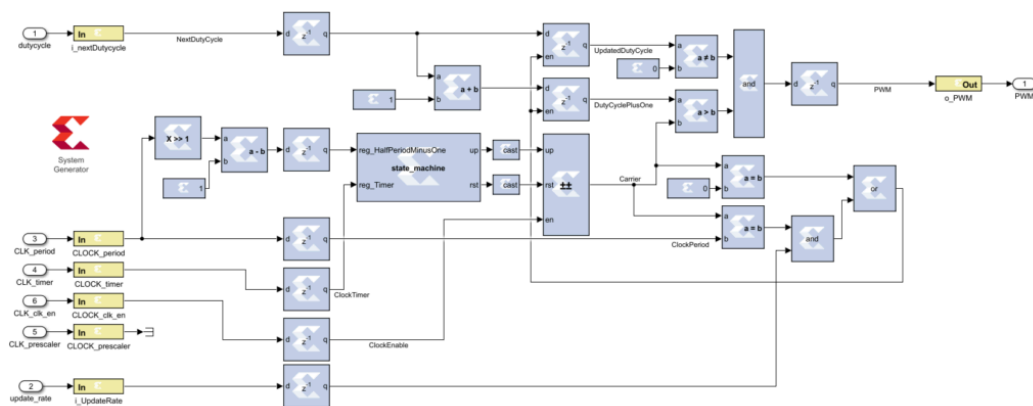 1
dutycycle
In
i_nextDutycycle
NextDutyCycle
d z⁻¹ q
d z⁻¹ en
q
UpdatedDutyCycle
0
a
b
a ≠ b
and
d z⁻¹ q
PWM
Out
o_PWM
1
PWM
1
a
b
a + b
d z⁻¹ en
q
DutyCyclePlusOne
a
b
a > b
System
Generator
X >> 1
1
a
b
a - b
d z⁻¹ q
reg_HalfPeriodMinusOne
reg_Timer
state_machine
up
rst
cast
cast
up
rst
en
±±
Carrier
0
a
b
a = b
or
3
CLK_period
In
CLOCK_period
d z⁻¹ q
ClockPeriod
a
b
a = b
and
4
CLK_timer
In
CLOCK_timer
d z⁻¹ q
ClockTimer
6
CLK_clk_en
In
CLOCK_clk_en
d z⁻¹ q
ClockEnable
5
CLK_prescaler
In
CLOCK_prescaler
2
update_rate
In
i_UpdateRate
d z⁻¹ q